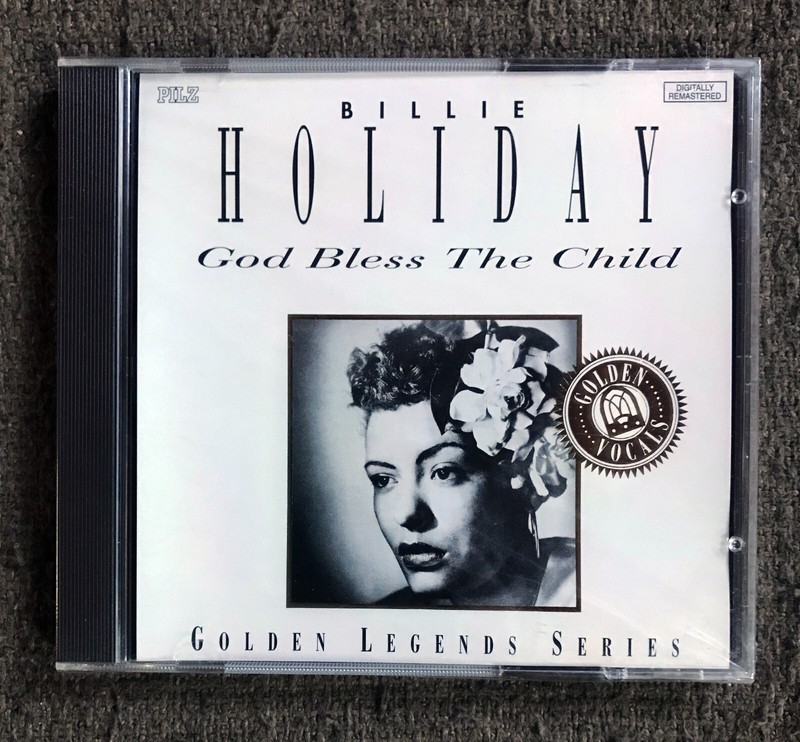 PILZ
DIGITALLY
REMASTERED
BILLIE
HOLIDAY
God Bless The Child
GOLDEN
VOCALS
GOLDEN LEGENDS SERIES